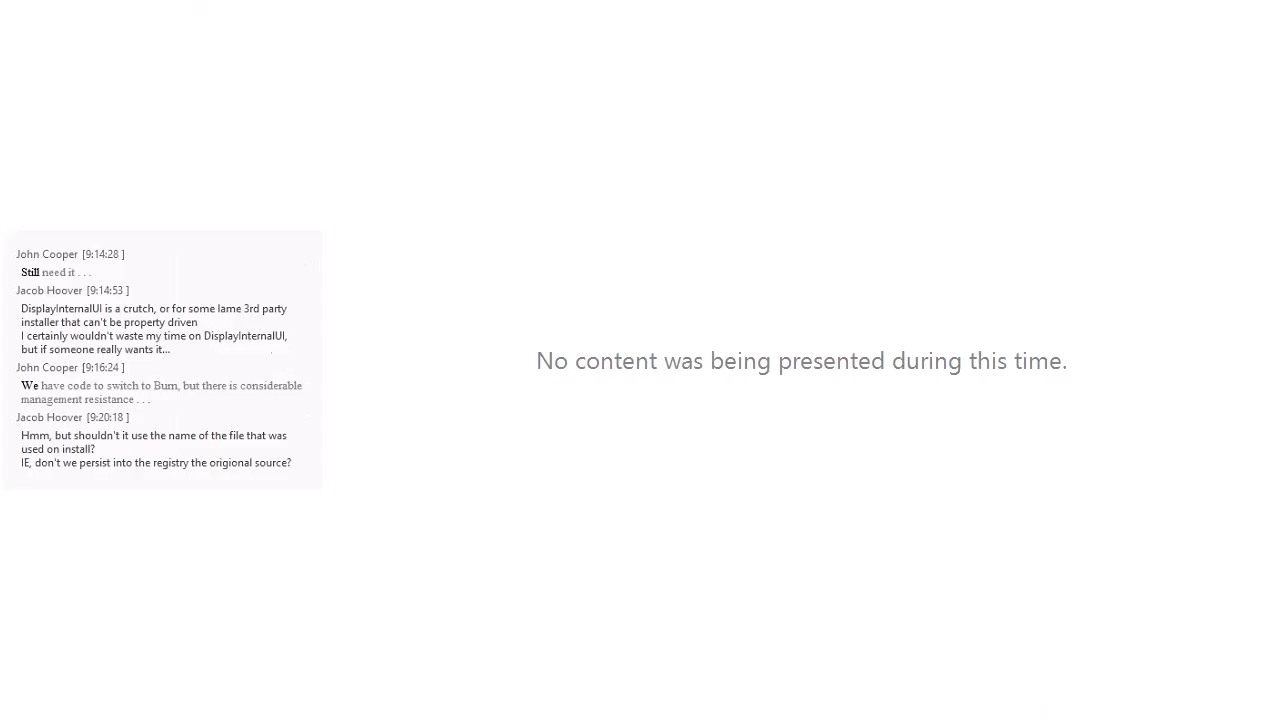 John Cooper [9:14:28 ]
Still need it . . .
Jacob Hoover [9:14:53 ]
DisplayInternalUI is a crutch, or for some lame 3rd party
installer that can't be property driven
I certainly wouldn't waste my time on DisplayInternalUI,
but if someone really wants it...
John Cooper [9:16:24 ]
We have code to switch to Burn, but there is considerable
management resistance . . .
Jacob Hoover [9:20:18 ]
Hmm, but shouldn't it use the name of the file that was
used on install?
IE, don't we persist into the registry the origional source?
No content was being presented during this time.